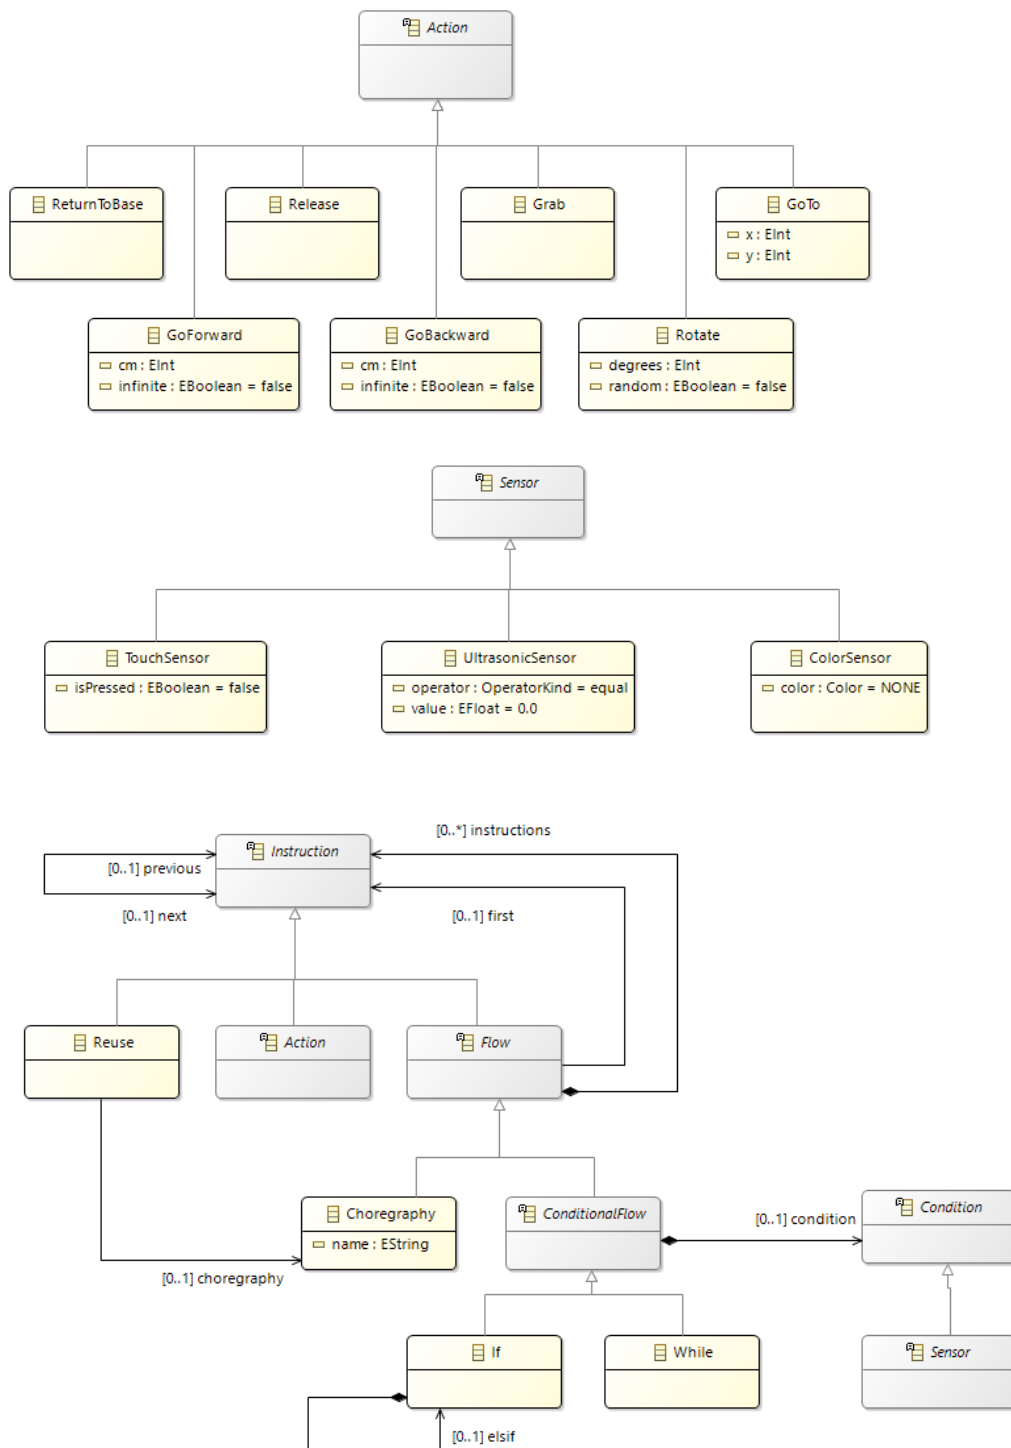 Action
ReturnToBase
Release
Grab
GoTo
x : EInt
y : EInt
GoForward
cm : EInt
infinite : EBoolean = false
GoBackward
cm : EInt
infinite : EBoolean = false
Rotate
degrees : EInt
random : EBoolean = false
Sensor
TouchSensor
isPressed : EBoolean = false
UltrasonicSensor
operator : OperatorKind = equal
value : EFloat = 0.0
ColorSensor
color : Color = NONE
[0..*] instructions
Instruction
[0..1] previous
[0..1] next
[0..1] first
Reuse
Action
Flow
Choregraphy
name : EString
ConditionalFlow
[0..1] condition
Condition
[0..1] choregraphy
If
While
Sensor
[0..1] elsif